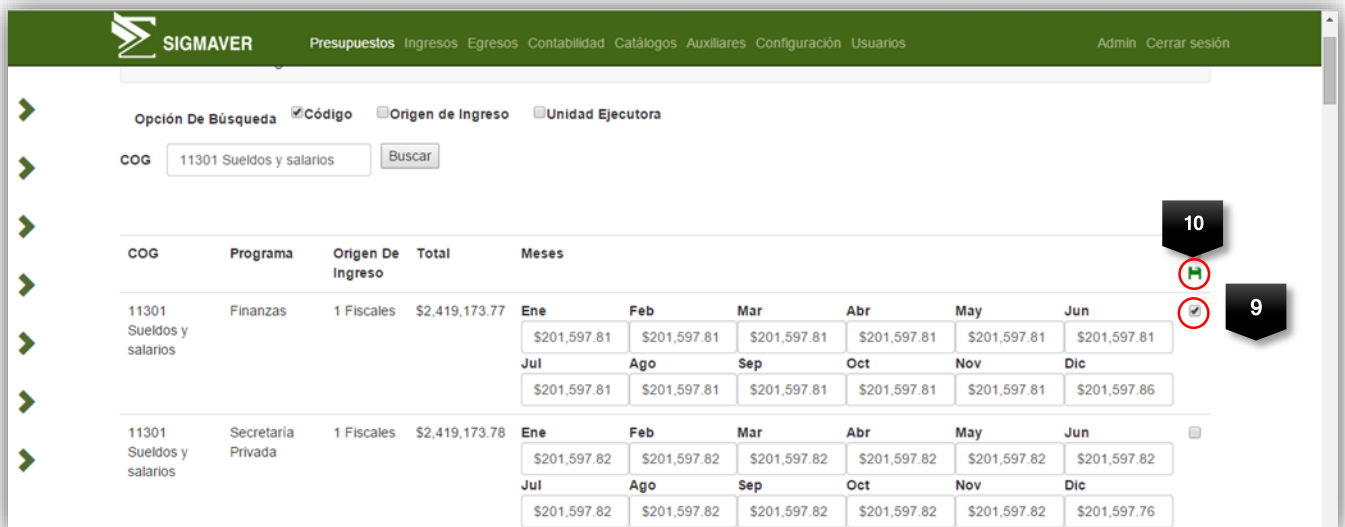 SIGMAVER Presupuestos Ingresos Egresos Contabilidad Catálogos Auxiliares Configuración Usuarios Admin Cerrar sesión
Opción De Búsqueda Código Origen de Ingreso Unidad Ejecutora
COG 11301 Sueldos y salarios Buscar
10
COG Programa Origen De Ingreso Total Meses
11301 Sueldos y salarios Finanzas 1 Fiscales $2,419,173.77 Ene Feb Mar Abr May Jun
9
$201,597.81 $201,597.81 $201,597.81 $201,597.81 $201,597.81 $201,597.81
Jul Ago Sep Oct Nov Dic
$201,597.81 $201,597.81 $201,597.81 $201,597.81 $201,597.81 $201,597.86
11301 Sueldos y salarios Secretaría Privada 1 Fiscales $2,419,173.78 Ene Feb Mar Abr May Jun
$201,597.82 $201,597.82 $201,597.82 $201,597.82 $201,597.82 $201,597.82
Jul Ago Sep Oct Nov Dic
$201,597.82 $201,597.82 $201,597.82 $201,597.82 $201,597.82 $201,597.76